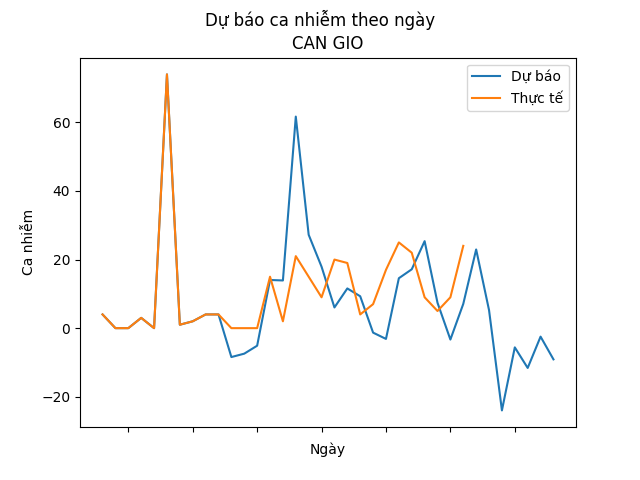 Dự báo ca nhiễm theo ngày
CAN GIO
Dự báo
Thực tế
60
40
20
0
−20
Ca nhiễm
Ngày